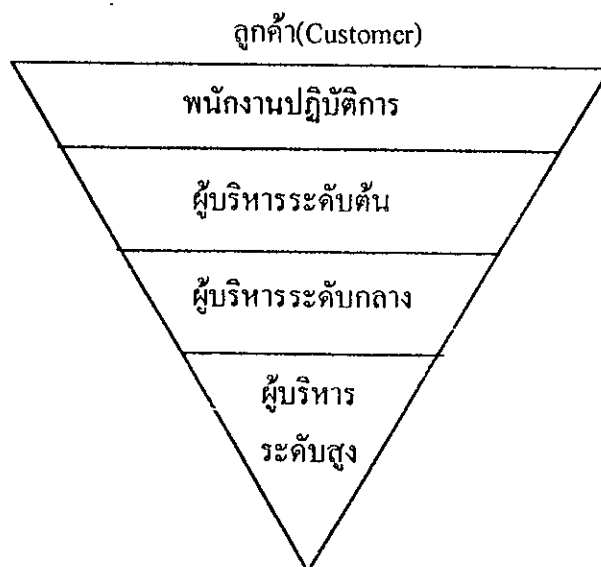 ลูกค้า(Customer)
พนักงานปฏิบัติการ
ผู้บริหารระดับต้น
ผู้บริหารระดับกลาง
ผู้บริหาร
ระดับสูง